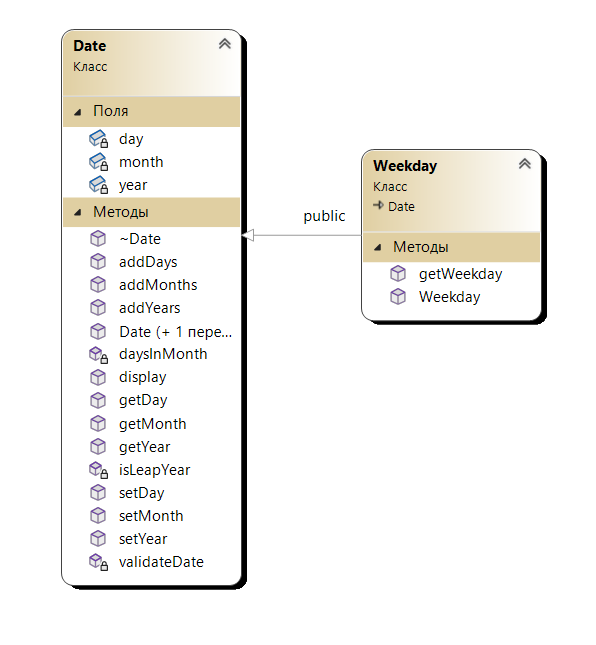 Date
Класс
Поля
day
month
year
Методы
~Date
addDays
addMonths
addYears
Date (+ 1 пере...
daysInMonth
display
getDay
getMonth
getYear
isLeapYear
setDay
setMonth
setYear
validateDate
public
Weekday
Класс
Date
Методы
getWeekday
Weekday